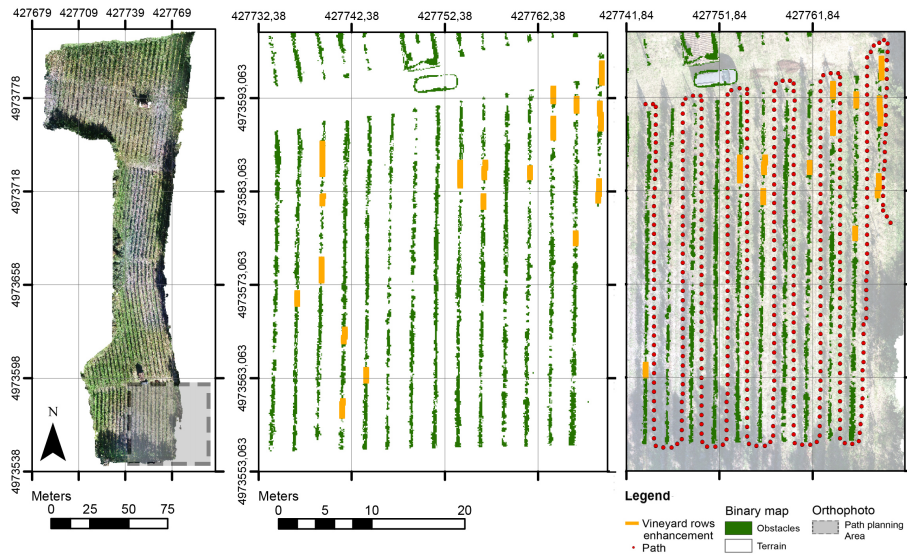 427679 427709 427739 427769
427732,38 427742,38 427752,38 427762,38
427741,84 427751,84 427761,84
4973778
4973718
4973658
4973598
4973538
4973593,063
4973583,063
4973573,063
4973563,063
4973553,063
N
Meters
0 25 50 75
Meters
0 5 10 20
Legend
Vineyard rows
enhancement
Path
Binary map
Obstacles
Terrain
Orthophoto
Path planning
Area